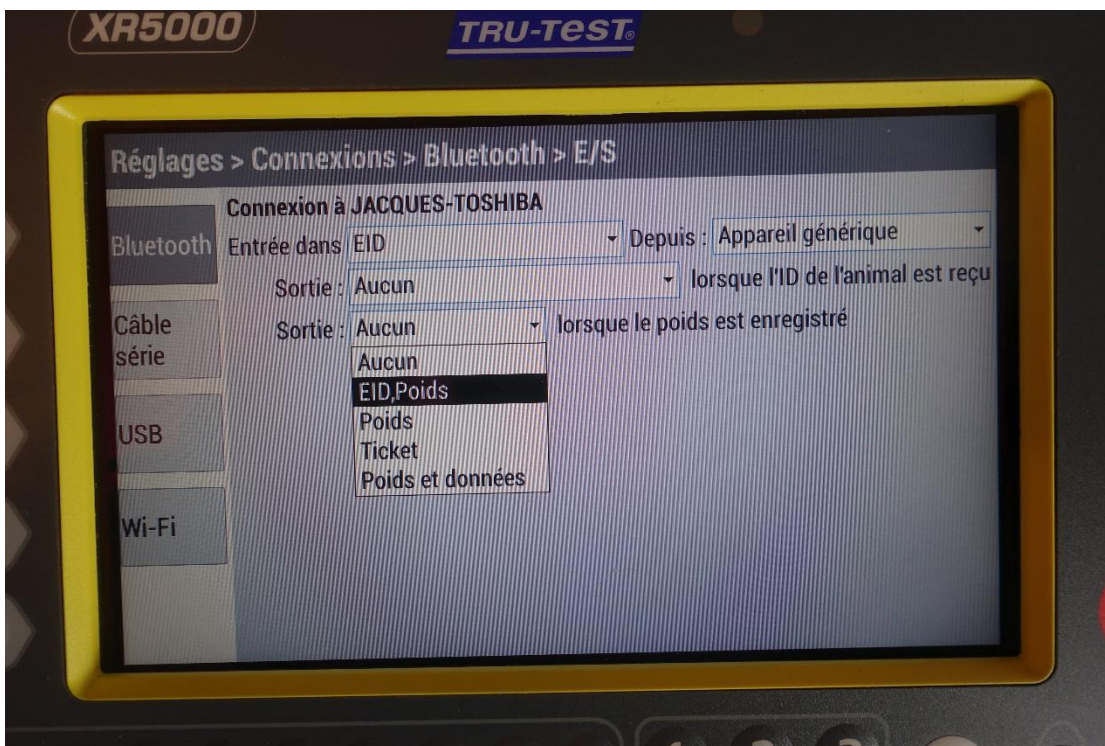 XR5000
TRU-TEST®
Réglages > Connexions > Bluetooth > E/S
Connexion à JACQUES-TOSHIBA
Bluetooth
Entrée dans EID Depuis : Appareil générique
Sortie : Aucun lorsque l'ID de l'animal est reçu
Câble série
Sortie : Aucun lorsque le poids est enregistré
Aucun
EID,Poids
Poids
Ticket
Poids et données
USB
Wi-Fi